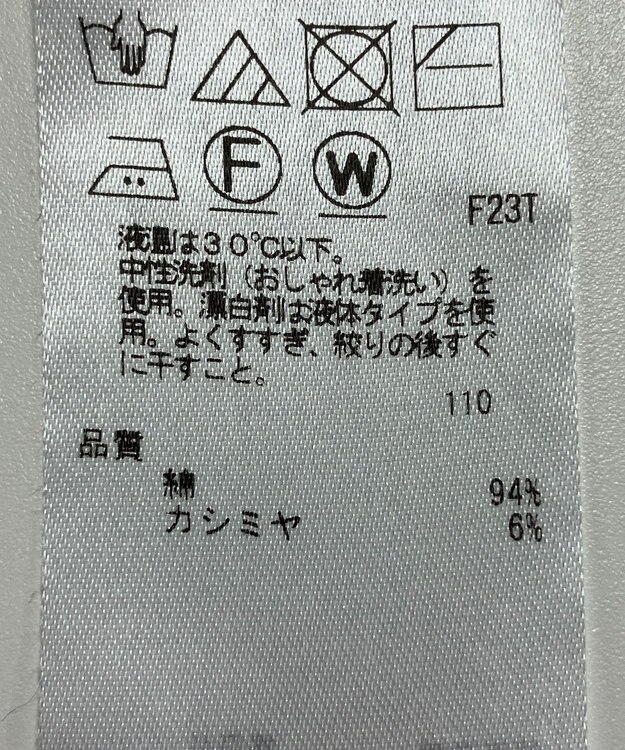 F W
F23T
液温は30℃以下。
中性洗剤(おしゃれ着洗い)を
使用。漂白剤は液体タイプを使
用。よくすすぎ、絞りの後すぐ
に干すこと。
110
品質
綿 94%
カシミヤ 6%